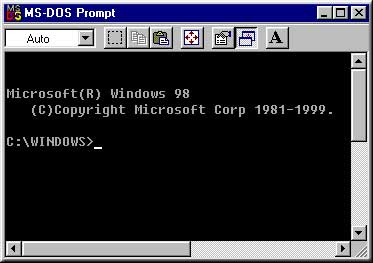 MS-DOS Prompt
Auto
A
Microsoft(R) Windows 98
(C)Copyright Microsoft Corp 1981-1999.
C:\WINDOWS>